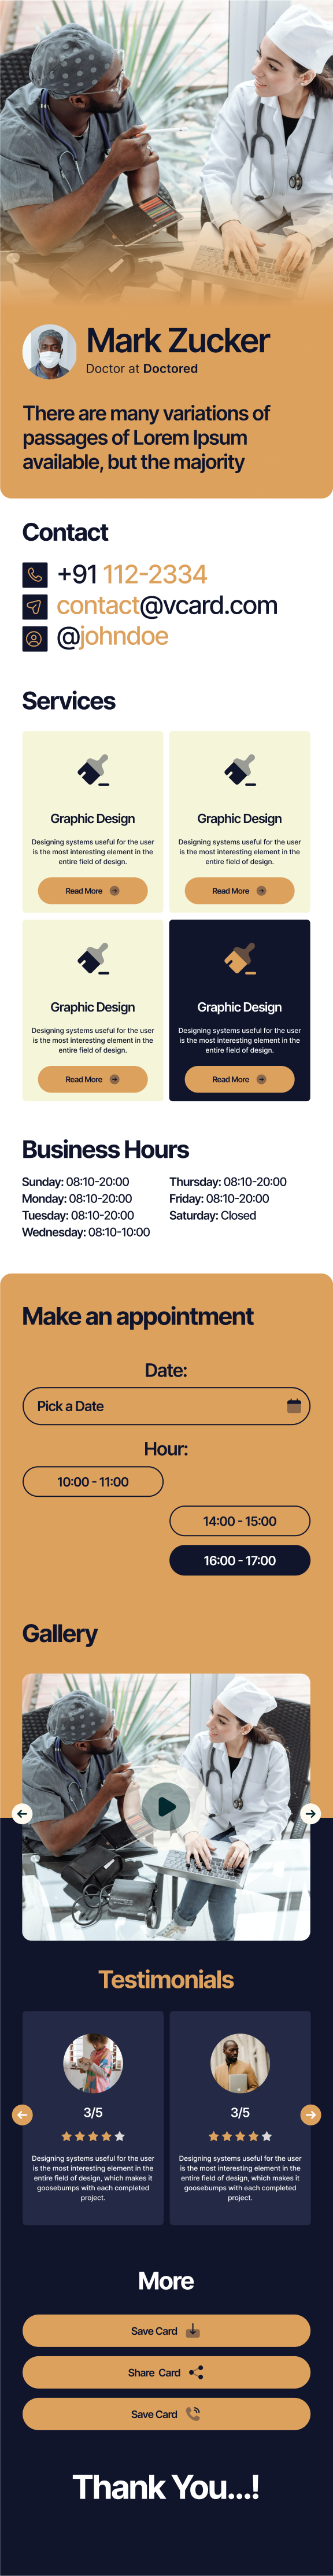 Mark Zucker
Doctor at Doctored
There are many variations of
passages of Lorem Ipsum
available, but the majority
Contact
+91 112-2334
contact@vcard.com
@johndoe
Services
Graphic Design
Designing systems useful for the user
is the most interesting element in the
entire field of design.
Read More
Graphic Design
Designing systems useful for the user
is the most interesting element in the
entire field of design.
Read More
Graphic Design
Designing systems useful for the user
is the most interesting element in the
entire field of design.
Read More
Graphic Design
Designing systems useful for the user
is the most interesting element in the
entire field of design.
Read More
Business Hours
Sunday: 08:10-20:00
Monday: 08:10-20:00
Tuesday: 08:10-20:00
Wednesday: 08:10-10:00
Thursday: 08:10-20:00
Friday: 08:10-20:00
Saturday: Closed
Make an appointment
Date:
Pick a Date
Hour:
10:00 - 11:00
14:00 - 15:00
16:00 - 17:00
Gallery
Testimonials
3/5
Designing systems useful for the user
is the most interesting element in the
entire field of design, which makes it
goosebumps with each completed
project.
3/5
Designing systems useful for the user
is the most interesting element in the
entire field of design, which makes it
goosebumps with each completed
project.
More
Save Card
Share Card
Save Card
Thank You...!